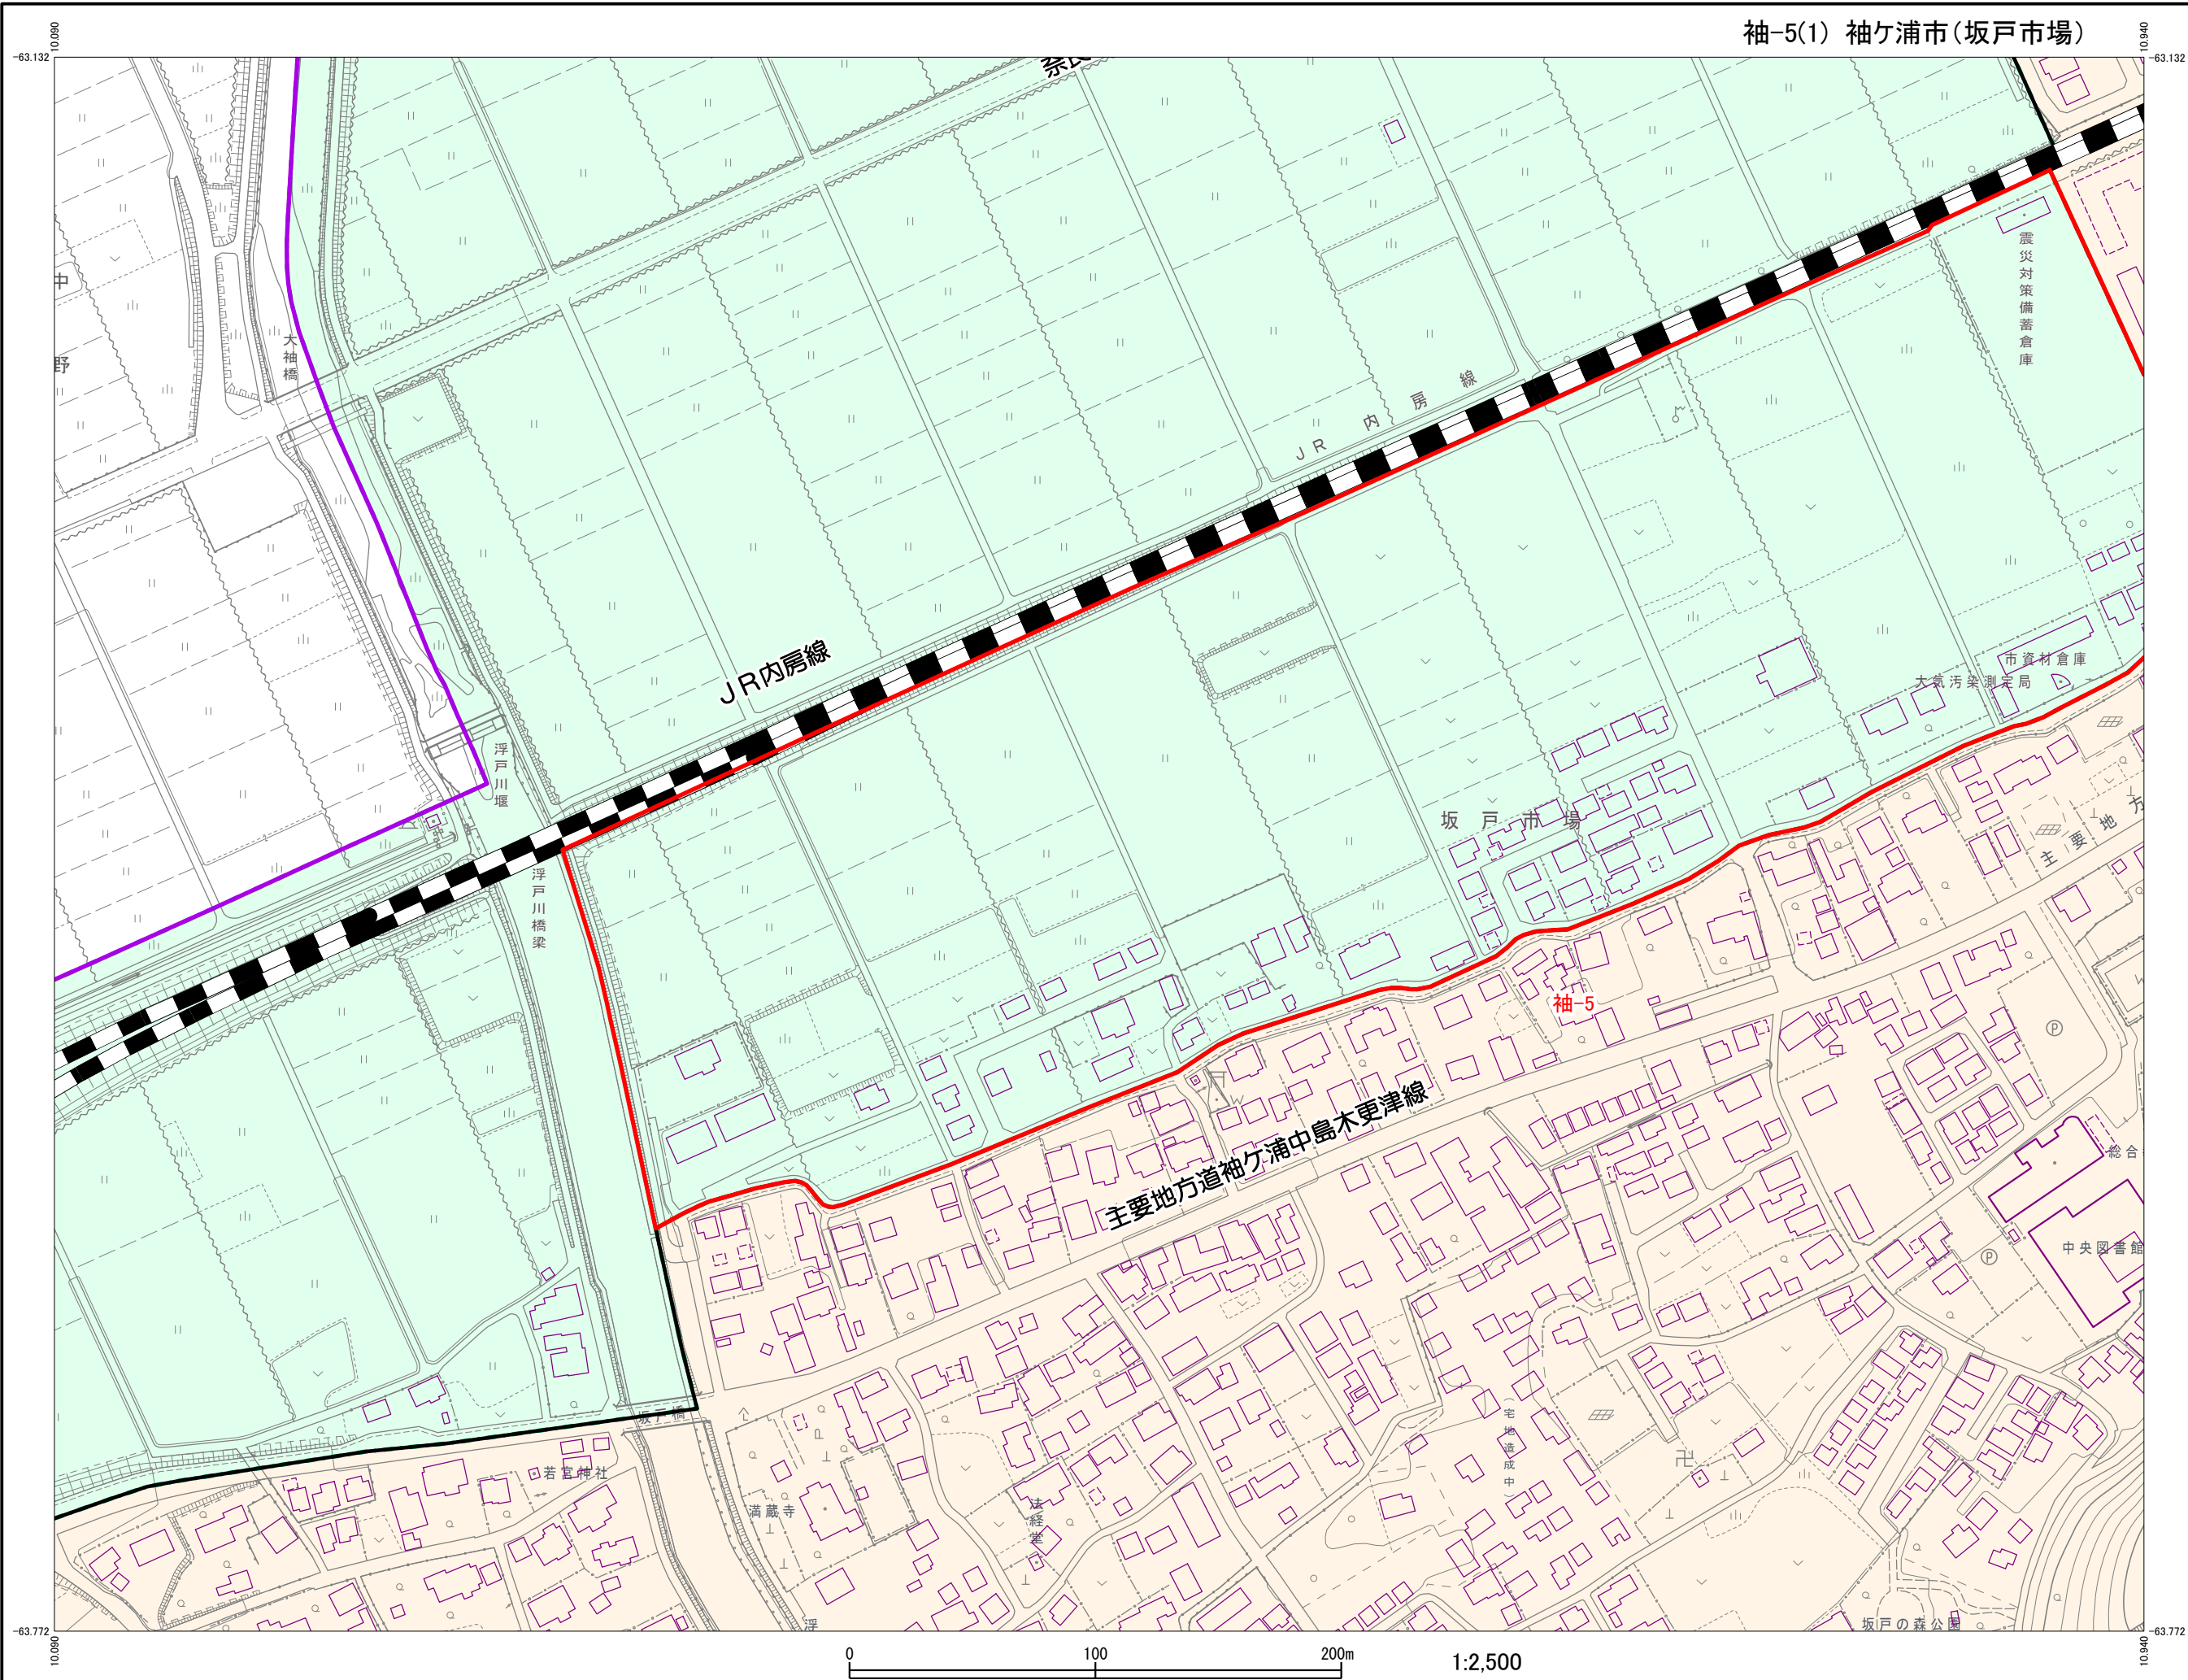 袖-5(1) 袖ケ浦市(坂戸市場)
10.090
10.940
-63.132
-63.132
奈良
中
野
大袖橋
震災対策備蓄倉庫
JR内房線
JR内房線
市資材倉庫
大気汚染測定局
浮戸川堰
坂戸市場
主要地方
浮戸川橋梁
袖-5
W
P
主要地方道袖ケ浦中島木更津線
総合
中央図書館
P
坂戸橋
(宅地造成中)
若宮神社
満蔵寺
法経堂
卍
坂戸の森公園
浮
-63.772
-63.772
10.090
10.940
0 100 200m
1:2,500